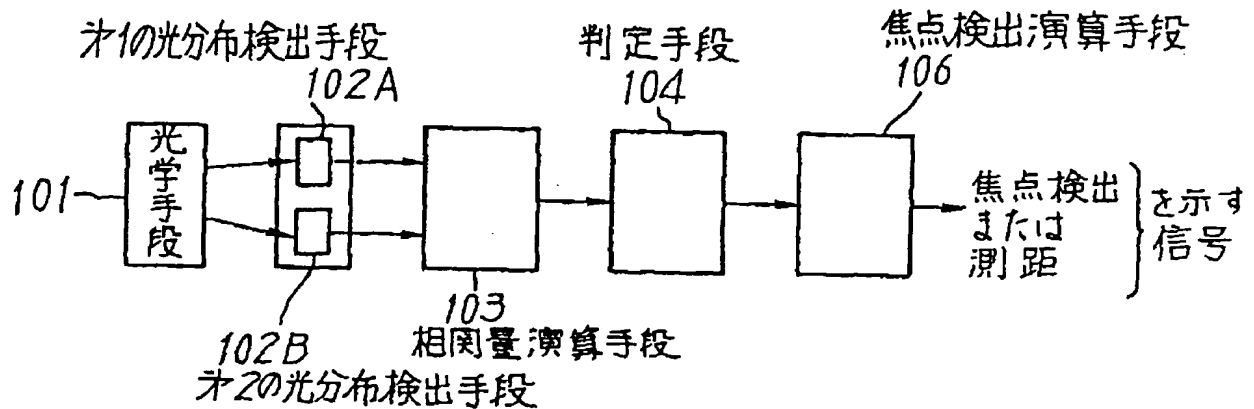 才1の光分布検出手段
102A
判定手段
104
焦点検出演算手段
106
101
光学手段
焦点検出
または
測距
を示す
信号
103
相関量演算手段
102B
才2の光分布検出手段